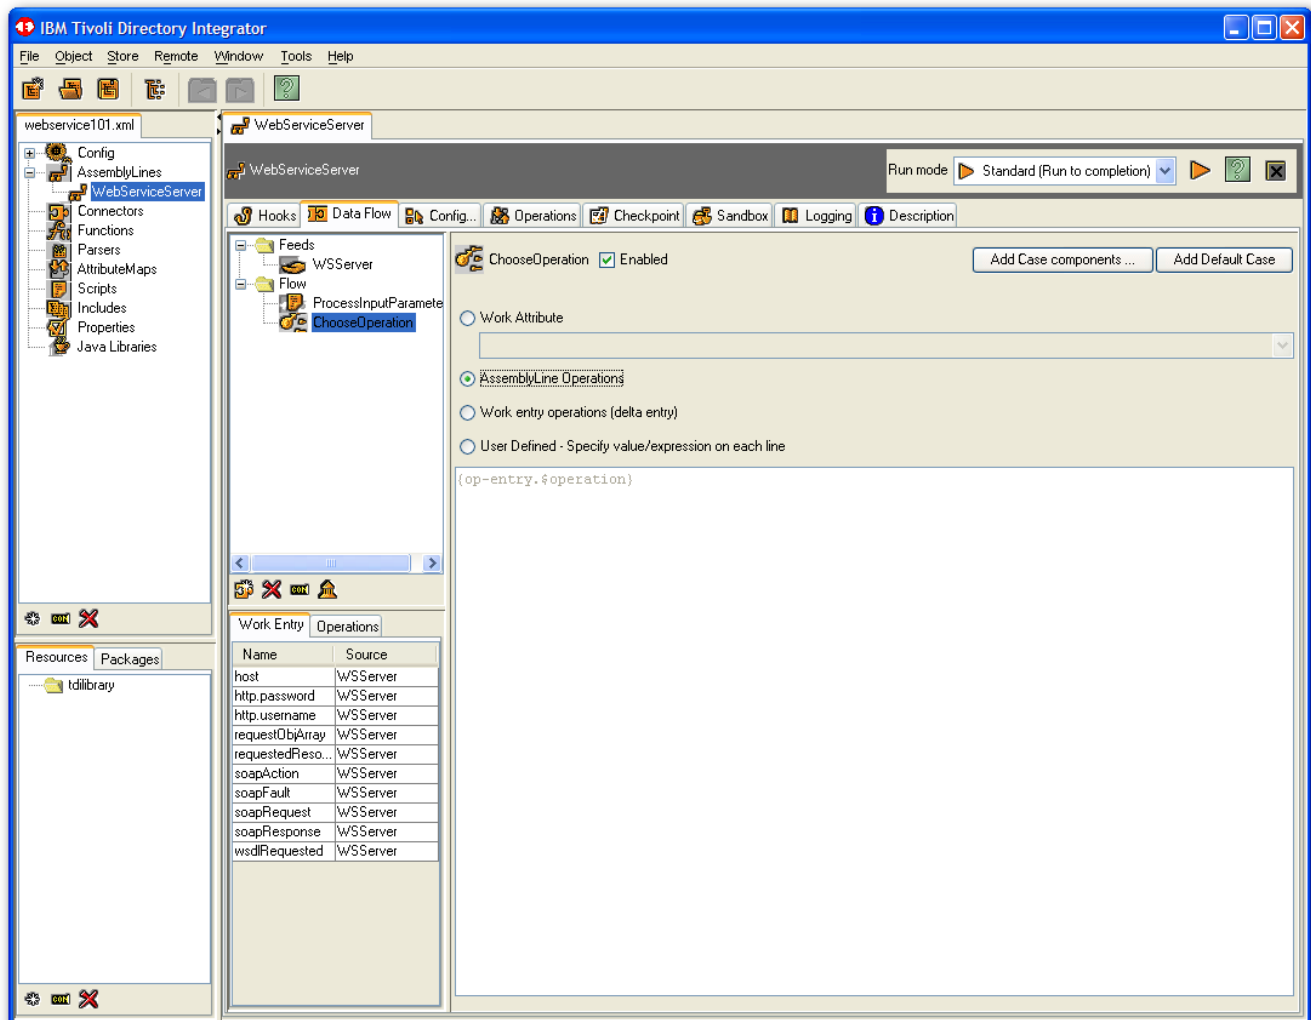 IBM Tivoli Directory Integrator
File Object Store Remote Window Tools Help
webservice101.xml
Config
AssemblyLines
WebServiceServer
Connectors
Functions
Parsers
AttributeMaps
Scripts
Includes
Properties
Java Libraries
Resources Packages
tdilibrary
WebServiceServer
WebServiceServer
Run mode Standard (Run to completion)
Hooks Data Flow Config... Operations Checkpoint Sandbox Logging Description
Feeds
WSServer
Flow
ProcessInputParamete
ChooseOperation
Work Entry Operations
Name Source
host WSServer
http.password WSServer
http.username WSServer
requestObjArray WSServer
requestedReso... WSServer
soapAction WSServer
soapFault WSServer
soapRequest WSServer
soapResponse WSServer
wsdlRequested WSServer
ChooseOperation Enabled Add Case components ... Add Default Case
Work Attribute
AssemblyLine Operations
Work entry operations (delta entry)
User Defined - Specify value/expression on each line
{op-entry.$operation}